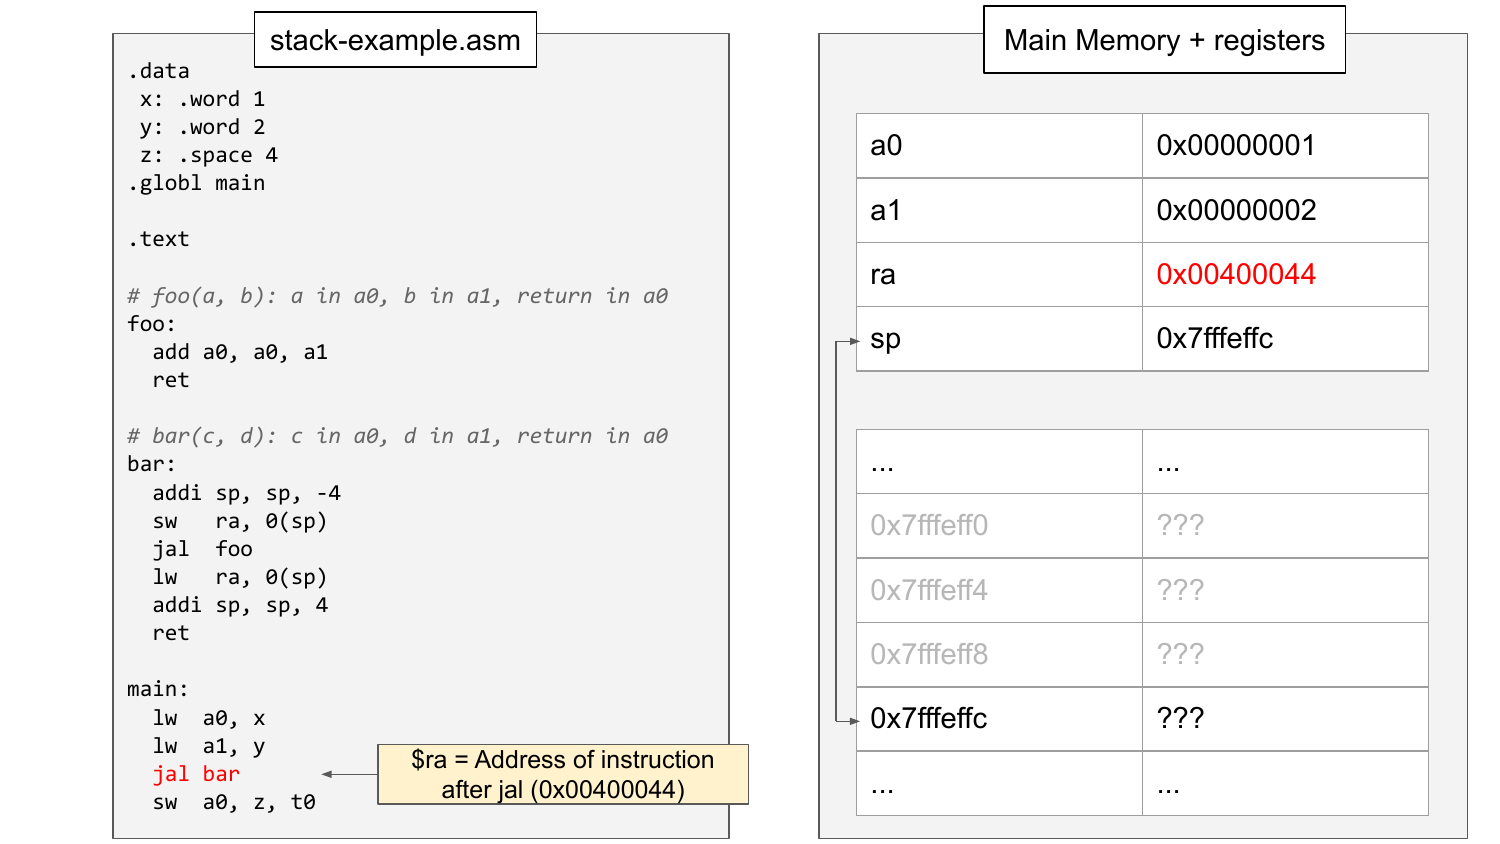 stack-example.asm
.data
x: .word 1
y: .word 2
z: .space 4
.globl main
.text
# foo(a, b): a in a0, b in a1, return in a0
foo:
add a0, a0, a1
ret
# bar(c, d): c in a0, d in a1, return in a0
bar:
addi sp, sp, -4
sw   ra, 0(sp)
jal  foo
lw   ra, 0(sp)
addi sp, sp, 4
ret
main:
lw  a0, x
lw  a1, y
jal bar
sw  a0, z, t0
$ra = Address of instruction
after jal (0x00400044)
Main Memory + registers
a0 0x00000001
a1 0x00000002
ra 0x00400044
sp 0x7fffeffc
... ...
0x7fffeff0 ???
0x7fffeff4 ???
0x7fffeff8 ???
0x7fffeffc ???
... ...